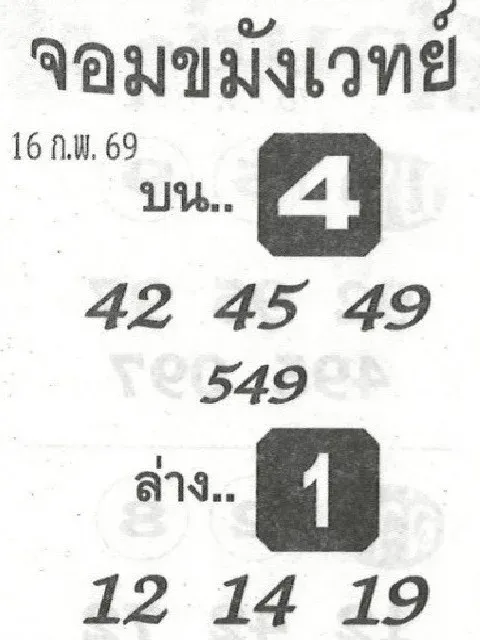 จอมขมังเวทย์
16 ก.พ. 69
บน.. 4
42 45 49
549
ล่าง.. 1
12 14 19